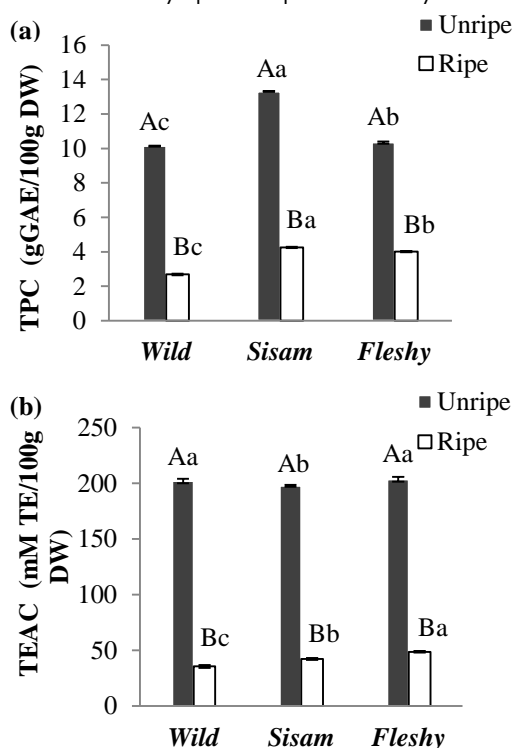 (a)
Unripe
Ripe
TPC (gGAE/100g DW)
16
14
12
10
8
6
4
2
0
Ac
Bc
Aa
Ba
Ab
Bb
Wild Sisam Fleshy
(b)
Unripe
Ripe
TEAC (mM TE/100g
DW)
250
200
150
100
50
0
Aa
Bc
Ab
Bb
Aa
Ba
Wild Sisam Fleshy